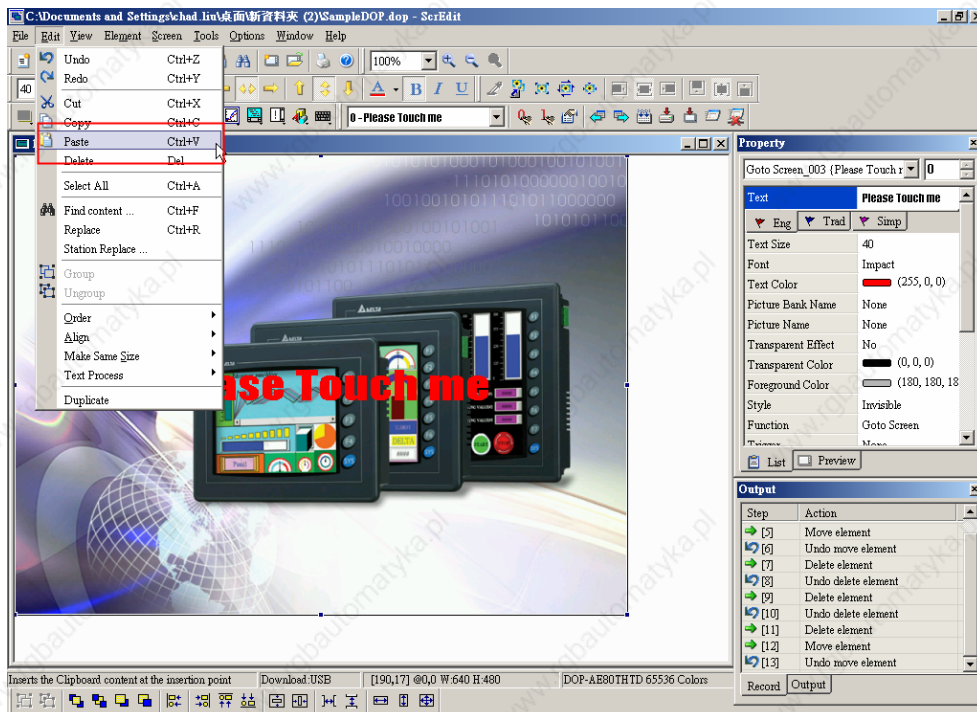 C:\Documents and Settings\chad.liu\桌面\新資料夾 (2)\SampleDOP.dop - ScrEdit
File Edit View Element Screen Tools Options Window Help
Undo Ctrl+Z
Redo Ctrl+Y
Cut Ctrl+X
Copy Ctrl+C
Paste Ctrl+V
Delete Del
Select All Ctrl+A
Find content ... Ctrl+F
Replace Ctrl+R
Station Replace ...
Group
Ungroup
Order
Align
Make Same Size
Text Process
Duplicate
100%
40
A B I U
0 - Please Touch me
ase Touch me
DELTA
Property
Goto Screen_003 {Please Touch r 0
Text Please Touch me
Eng Trad Simp
Text Size 40
Font Impact
Text Color (255, 0, 0)
Picture Bank Name None
Picture Name None
Transparent Effect No
Transparent Color (0, 0, 0)
Foreground Color (180, 180, 18
Style Invisible
Function Goto Screen
Trigger None
List Preview
Output
Step Action
[5] Move element
[6] Undo move element
[7] Delete element
[8] Undo delete element
[9] Delete element
[10] Undo delete element
[11] Delete element
[12] Move element
[13] Undo move element
Record Output
Inserts the Clipboard content at the insertion point Download:USB [190,17] @0,0 W:640 H:480 DOP-AE80THTD 65536 Colors
www.rgbautomatyka.pl